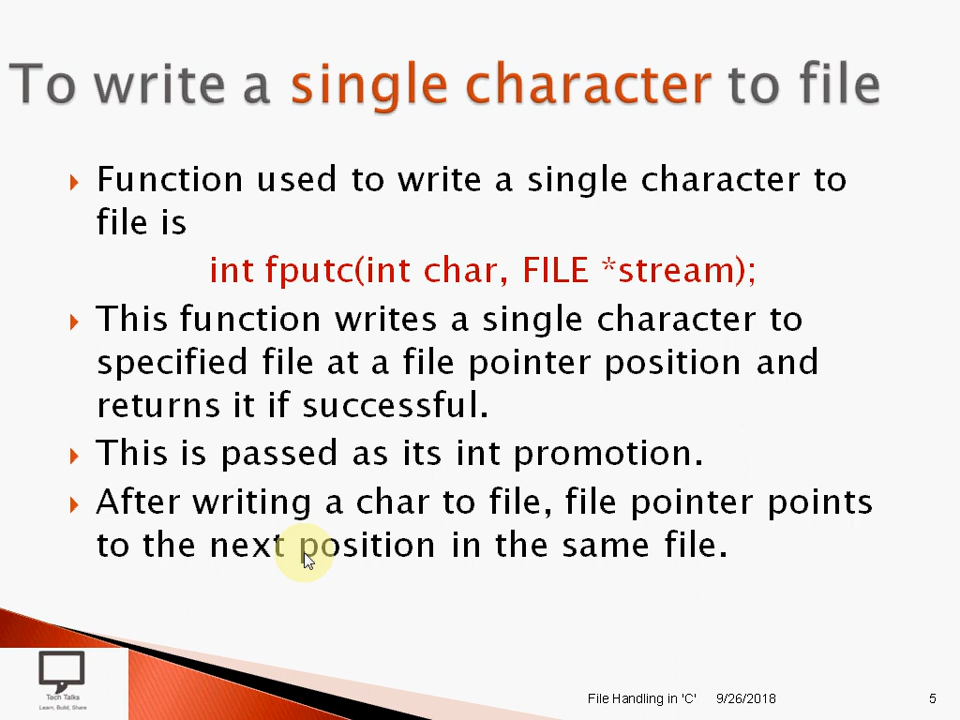 To write a single character to file
Function used to write a single character to
file is
int fputc(int char, FILE *stream);
This function writes a single character to
specified file at a file pointer position and
returns it if successful.
This is passed as its int promotion.
After writing a char to file, file pointer points
to the next position in the same file.
Tech Talks
Learn, Build, Share
File Handling in 'C' 9/26/2018 5